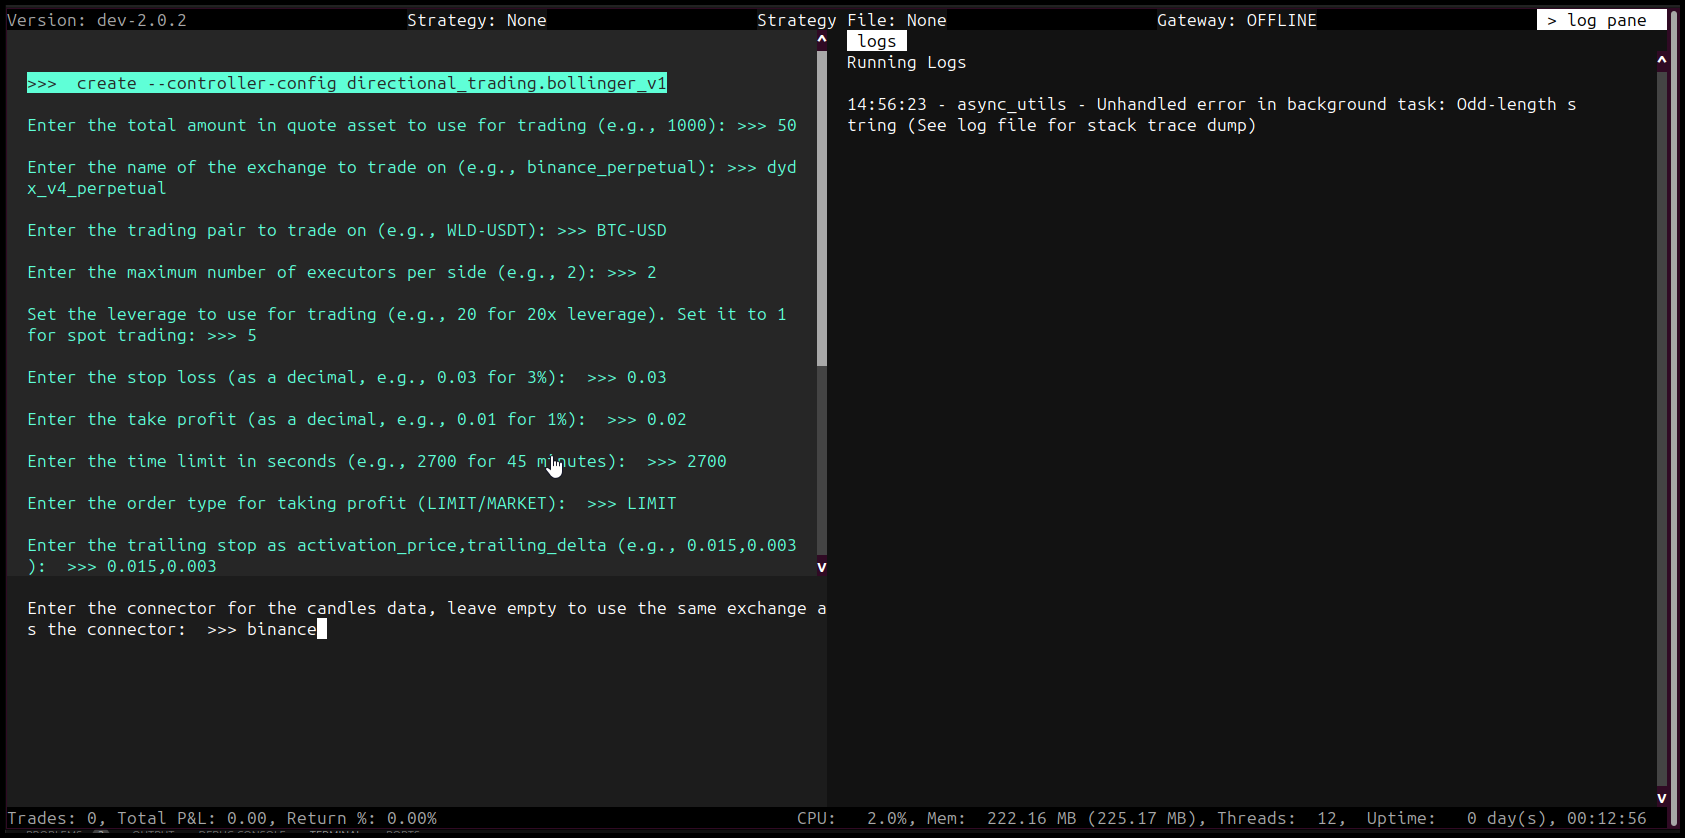 Version: dev-2.0.2 Strategy: None Strategy File: None Gateway: OFFLINE > log pane
>>>  create --controller-config directional_trading.bollinger_v1
Enter the total amount in quote asset to use for trading (e.g., 1000): >>> 50
Enter the name of the exchange to trade on (e.g., binance_perpetual): >>> dyd
x_v4_perpetual
Enter the trading pair to trade on (e.g., WLD-USDT): >>> BTC-USD
Enter the maximum number of executors per side (e.g., 2): >>> 2
Set the leverage to use for trading (e.g., 20 for 20x leverage). Set it to 1
for spot trading: >>> 5
Enter the stop loss (as a decimal, e.g., 0.03 for 3%):  >>> 0.03
Enter the take profit (as a decimal, e.g., 0.01 for 1%):  >>> 0.02
Enter the time limit in seconds (e.g., 2700 for 45 minutes):  >>> 2700
Enter the order type for taking profit (LIMIT/MARKET):  >>> LIMIT
Enter the trailing stop as activation_price,trailing_delta (e.g., 0.015,0.003
):  >>> 0.015,0.003
Enter the connector for the candles data, leave empty to use the same exchange a
s the connector:  >>> binance
logs
Running Logs
14:56:23 - async_utils - Unhandled error in background task: Odd-length s
tring (See log file for stack trace dump)
Trades: 0, Total P&L: 0.00, Return %: 0.00% CPU:   2.0%, Mem:  222.16 MB (225.17 MB), Threads:  12,  Uptime:   0 day(s), 00:12:56